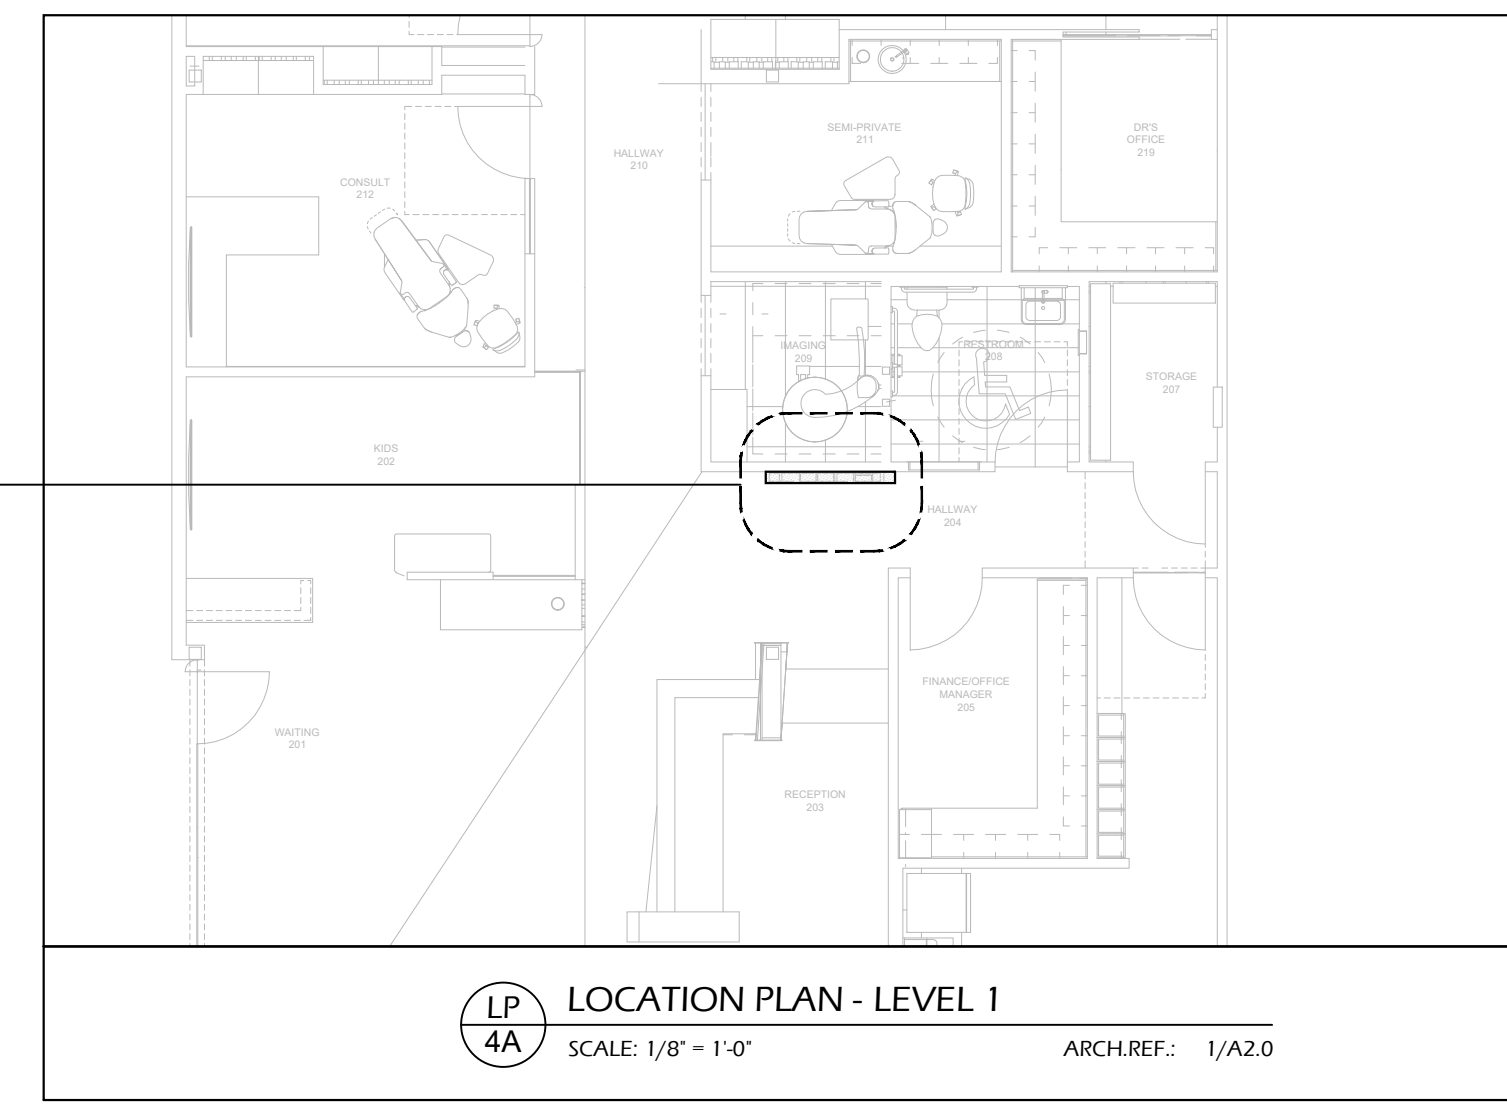 SEMI-PRIVATE
211
DR'S
OFFICE
219
HALLWAY
210
CONSULT
212
IMAGING
209
RESTROOM
208
STORAGE
207
KIDS
202
HALLWAY
204
FINANCE/OFFICE
MANAGER
205
WAITING
201
RECEPTION
203
LP
4A
LOCATION PLAN - LEVEL 1
SCALE: 1/8" = 1'-0"
ARCH.REF.: 1/A2.0